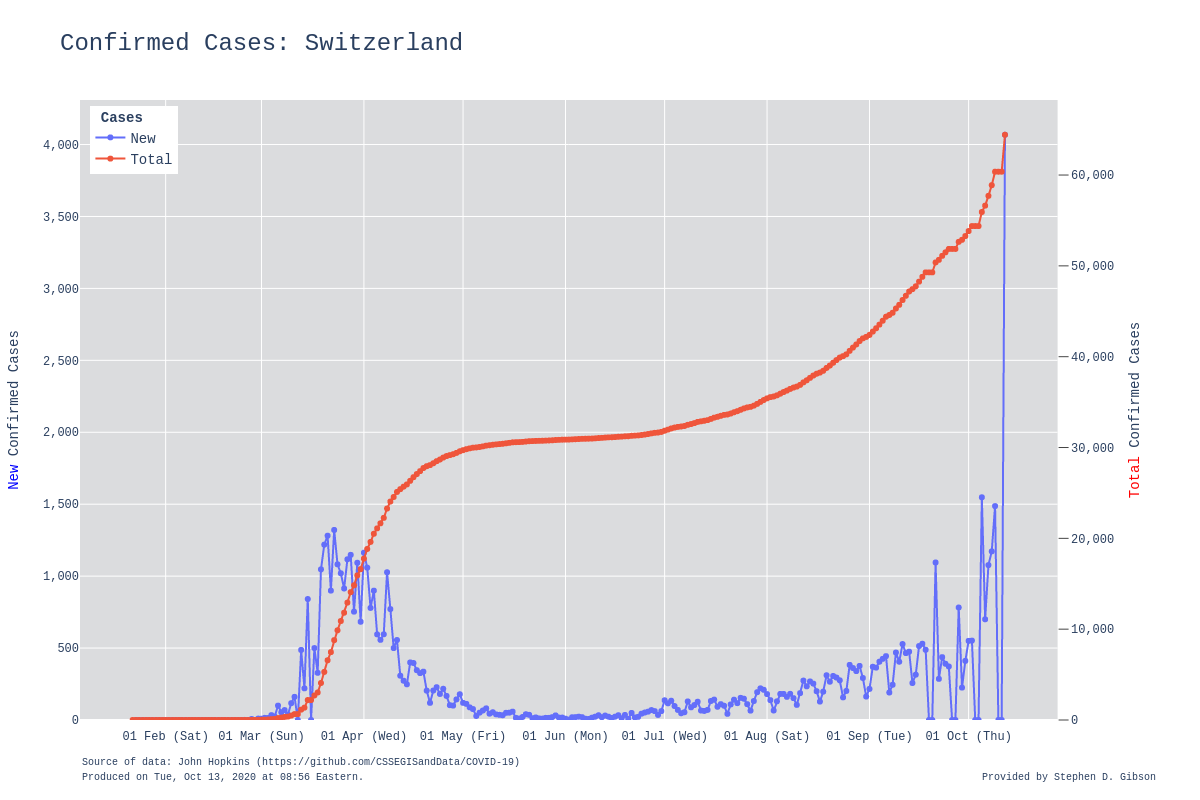 Confirmed Cases: Switzerland
Cases
New
Total
4,000
3,500
3,000
2,500
2,000
1,500
1,000
500
0
60,000
50,000
40,000
30,000
20,000
10,000
0
New Confirmed Cases
Total Confirmed Cases
01 Feb (Sat) 01 Mar (Sun) 01 Apr (Wed) 01 May (Fri) 01 Jun (Mon) 01 Jul (Wed) 01 Aug (Sat) 01 Sep (Tue) 01 Oct (Thu)
Source of data: John Hopkins (https://github.com/CSSEGISandData/COVID-19)
Produced on Tue, Oct 13, 2020 at 08:56 Eastern.
Provided by Stephen D. Gibson